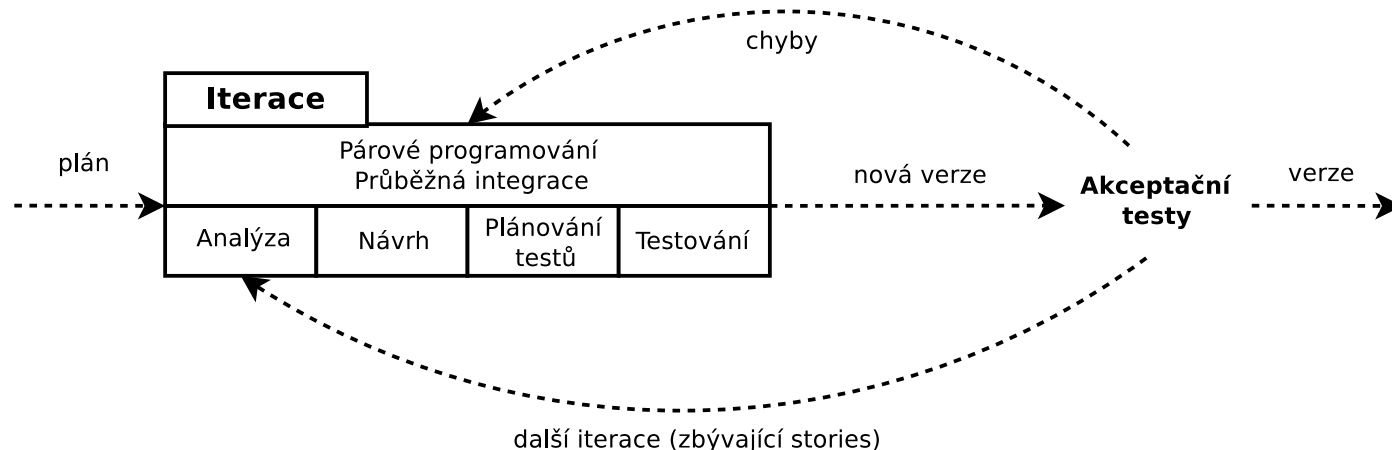 chyby
Iterace
Párové programování
Průběžná integrace
plán
nová verze
Akceptační
testy
verze
Analýza
Návrh
Plánování
testů
Testování
další iterace (zbývající stories)